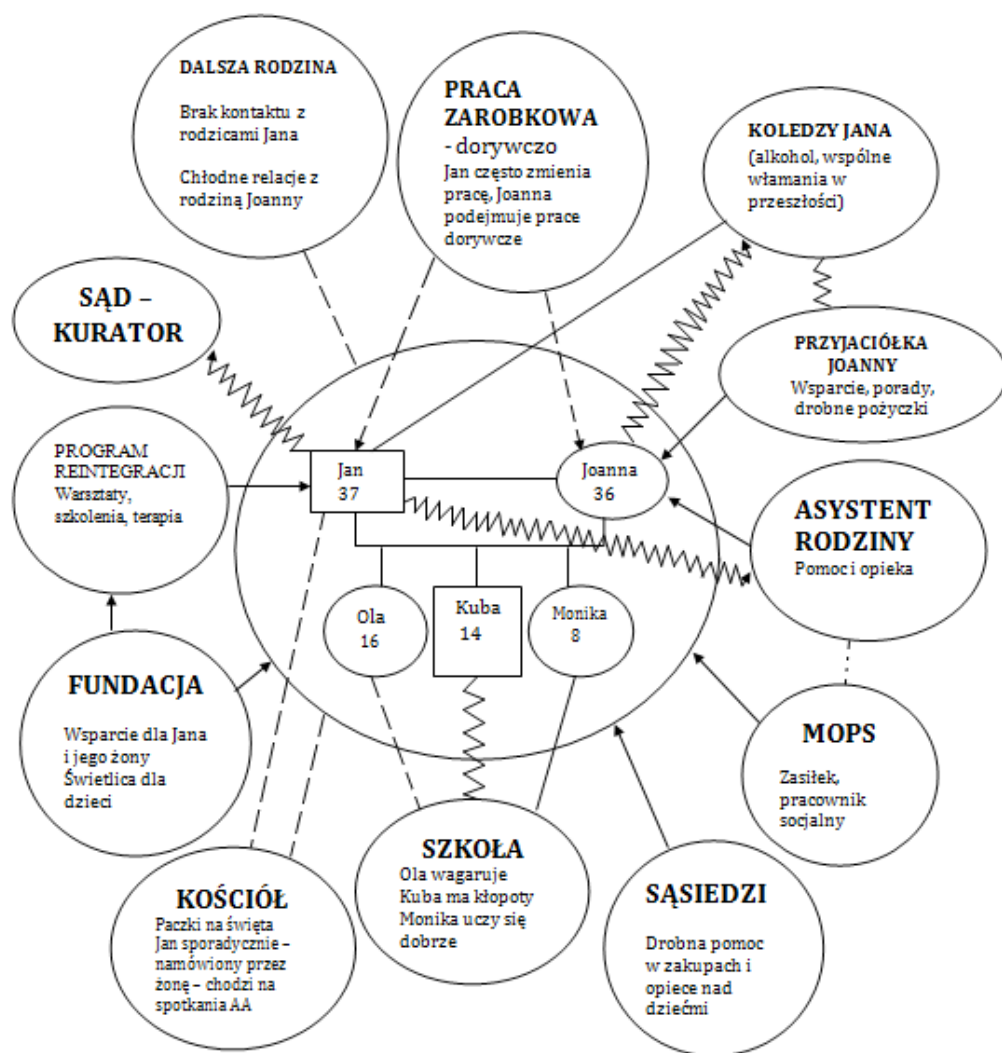 DALSZA RODZINA
Brak kontaktu z
rodzicami Jana
Chłodne relacje z
rodziną Joanny
PRACA
ZAROBKOWA
- dorywczo
Jan często zmienia
pracę, Joanna
podejmuje prace
dorywcze
KOLEDZY JANA
(alkohol, wspólne
włamania w
przeszłości)
SĄD –
KURATOR
PRZYJACIÓŁKA
JOANNY
Wsparcie, porady,
drobne pożyczki
PROGRAM
REINTEGRACJI
Warsztaty,
szkolenia, terapia
Jan
37
Joanna
36
ASYSTENT
RODZINY
Pomoc i opieka
Ola
16
Kuba
14
Monika
8
FUNDACJA
Wsparcie dla Jana
i jego żony
Świetlica dla
dzieci
MOPS
Zasiłek,
pracownik
socjalny
KOŚCIÓŁ
Paczki na święta
Jan sporadycznie –
namówiony przez
żonę – chodzi na
spotkania AA
SZKOŁA
Ola wagaruje
Kuba ma kłopoty
Monika uczy się
dobrze
SĄSIEDZI
Drobna pomoc
w zakupach i
opiece nad
dziećmi